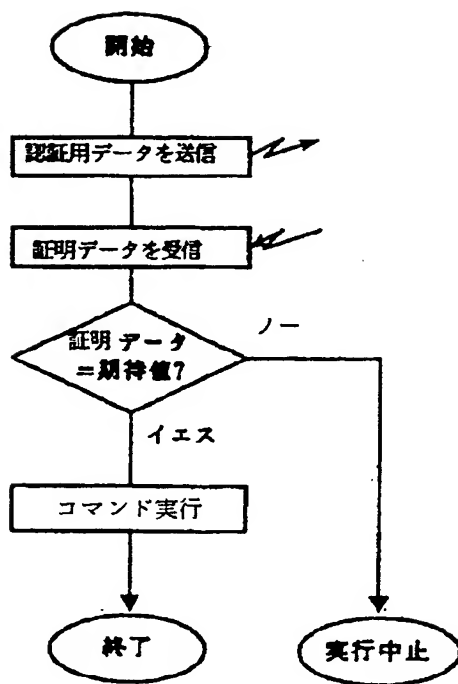 開始
認証用データを送信
証明データを受信
証明 データ
=期待値?
ノー
イエス
コマンド実行
終了
実行中止